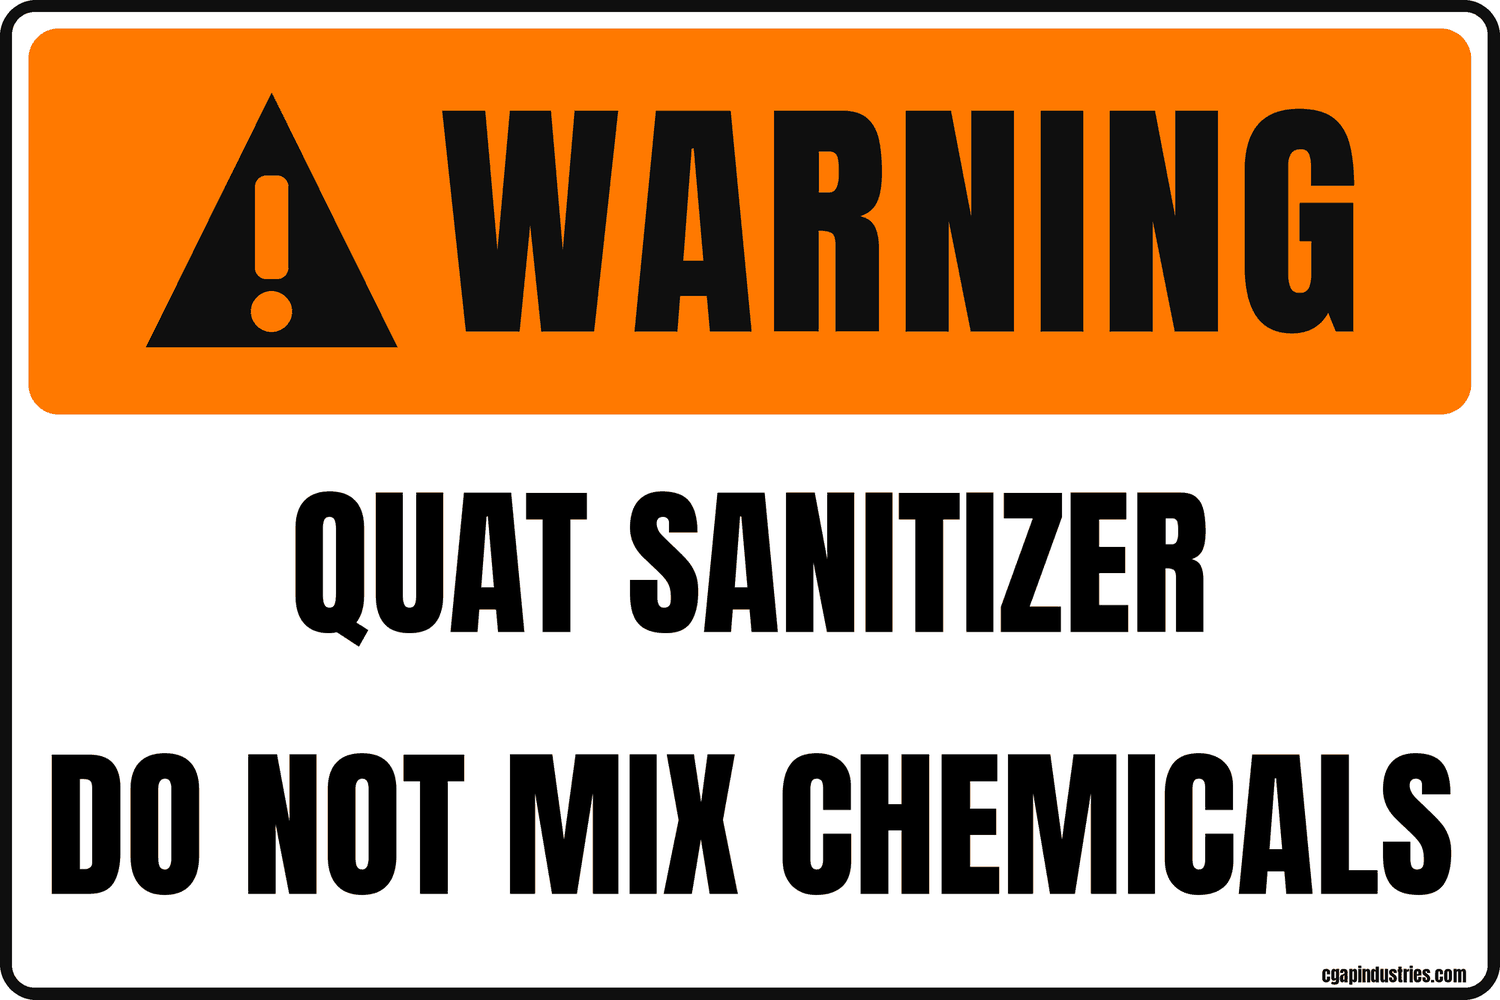 WARNING
QUAT SANITIZER
DO NOT MIX CHEMICALS
cgapindustries.com